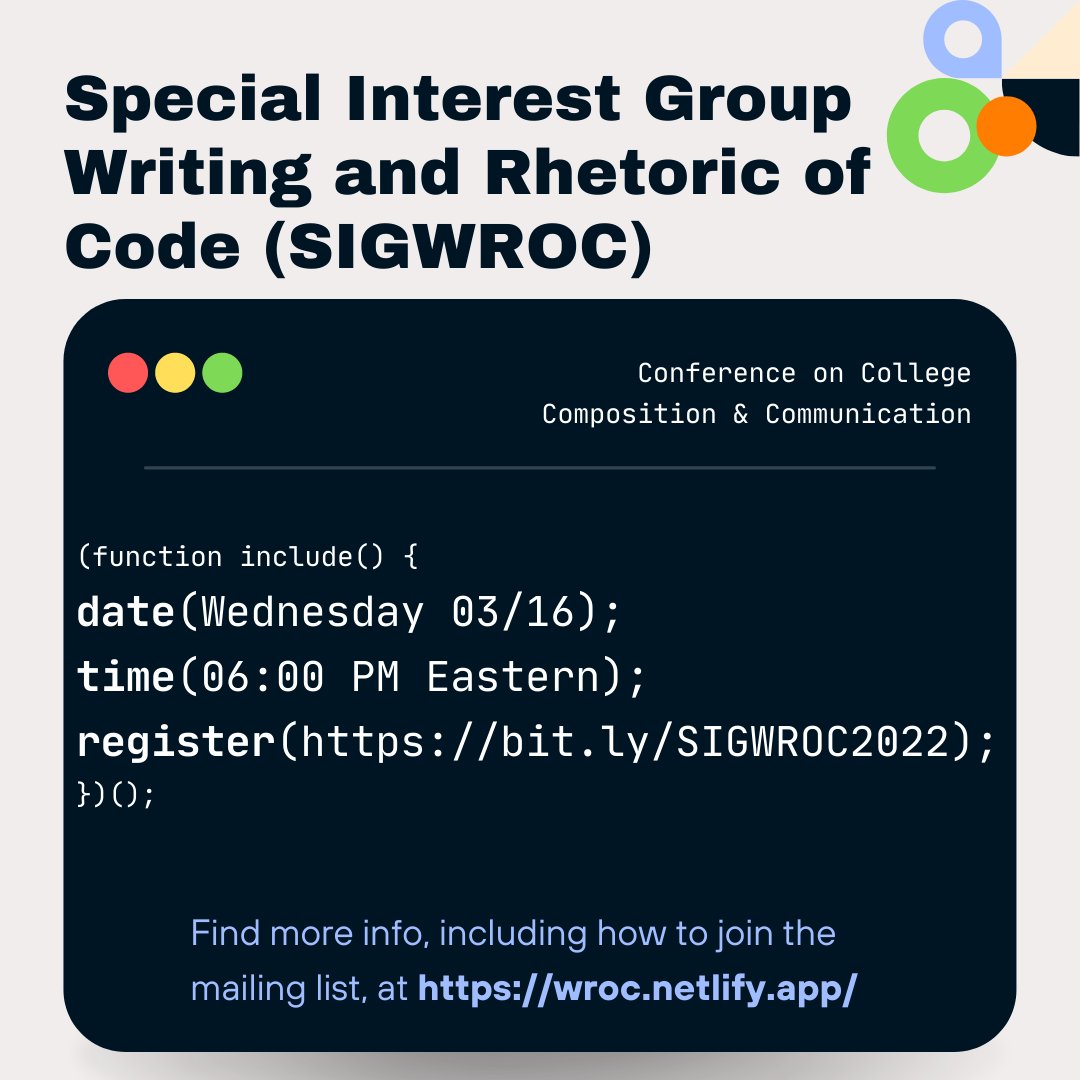 Special Interest Group
Writing and Rhetoric of
Code (SIGWROC)
Conference on College
Composition & Communication
(function include() {
date(Wednesday 03/16);
time(06:00 PM Eastern);
register(https://bit.ly/SIGWROC2022);
})();
Find more info, including how to join the
mailing list, at https://wroc.netlify.app/